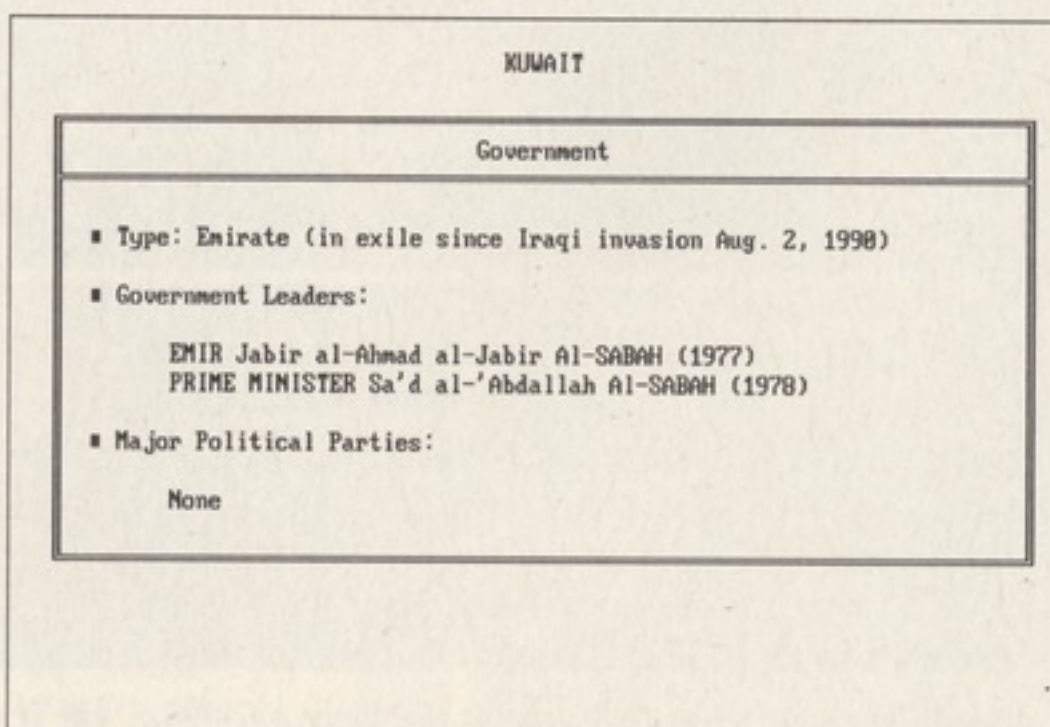 KUWAIT
Government
▪ Type: Emirate (in exile since Iraqi invasion Aug. 2, 1990)
▪ Government Leaders:
EMIR Jabir al-Ahmad al-Jabir Al-SABAH (1977)
PRIME MINISTER Sa'd al-'Abdallah Al-SABAH (1978)
▪ Major Political Parties:
None